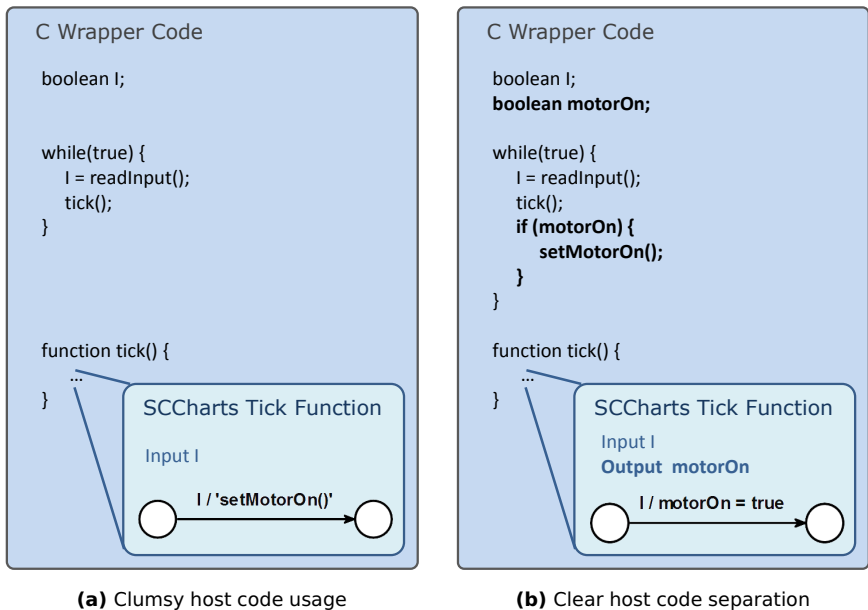 C Wrapper Code
boolean I;
while(true) {
I = readInput();
tick();
}
function tick() {
...
}
SCCharts Tick Function
Input I
I / 'setMotorOn()'
(a) Clumsy host code usage
C Wrapper Code
boolean I;
boolean motorOn;
while(true) {
I = readInput();
tick();
if (motorOn) {
setMotorOn();
}
}
function tick() {
...
}
SCCharts Tick Function
Input I
Output motorOn
I / motorOn = true
(b) Clear host code separation